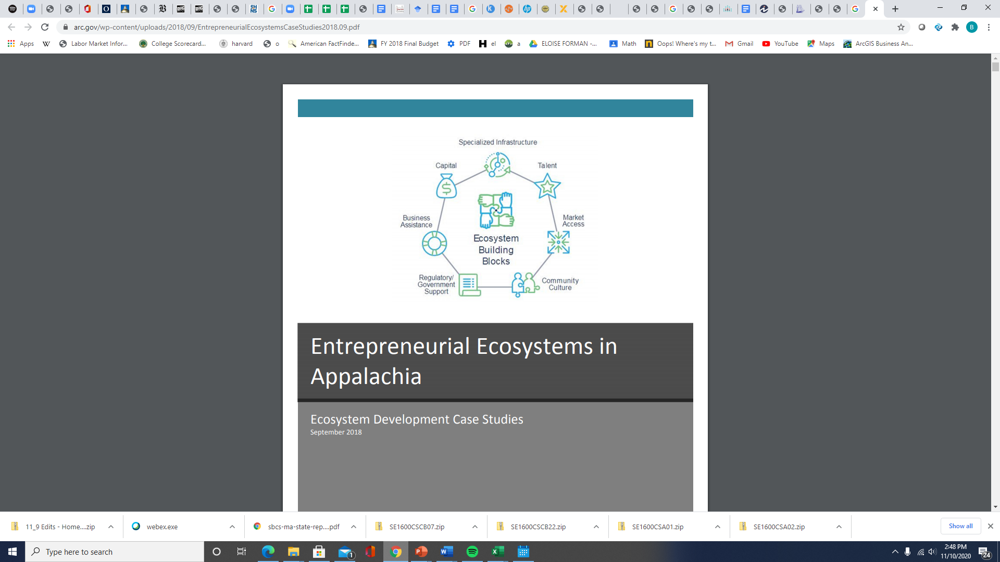 arc.gov/wp-content/uploads/2018/09/EntrepreneurialEcosystemsCaseStudies2018.09.pdf
B
Apps
W
Labor Market Infor...
College Scorecard...
harvard
o
American FactFinde...
FY 2018 Final Budget
PDF
H
el
a
ELOISE FORMAN -...
Math
Oops! Where's my t...
Gmail
YouTube
Maps
ArcGIS Business An...
Specialized Infrastructure
Capital
Talent
Business
Assistance
Market
Access
Ecosystem
Building
Blocks
Regulatory/
Government
Support
Community
Culture
Entrepreneurial Ecosystems in
Appalachia
Ecosystem Development Case Studies
September 2018
11_9 Edits - Home....zip
webex.exe
sbcs-ma-state-rep....pdf
SE1600CSCB07.zip
SE1600CSCB22.zip
SE1600CSA01.zip
SE1600CSA02.zip
Show all
Type here to search
1
2:48 PM
11/10/2020
24